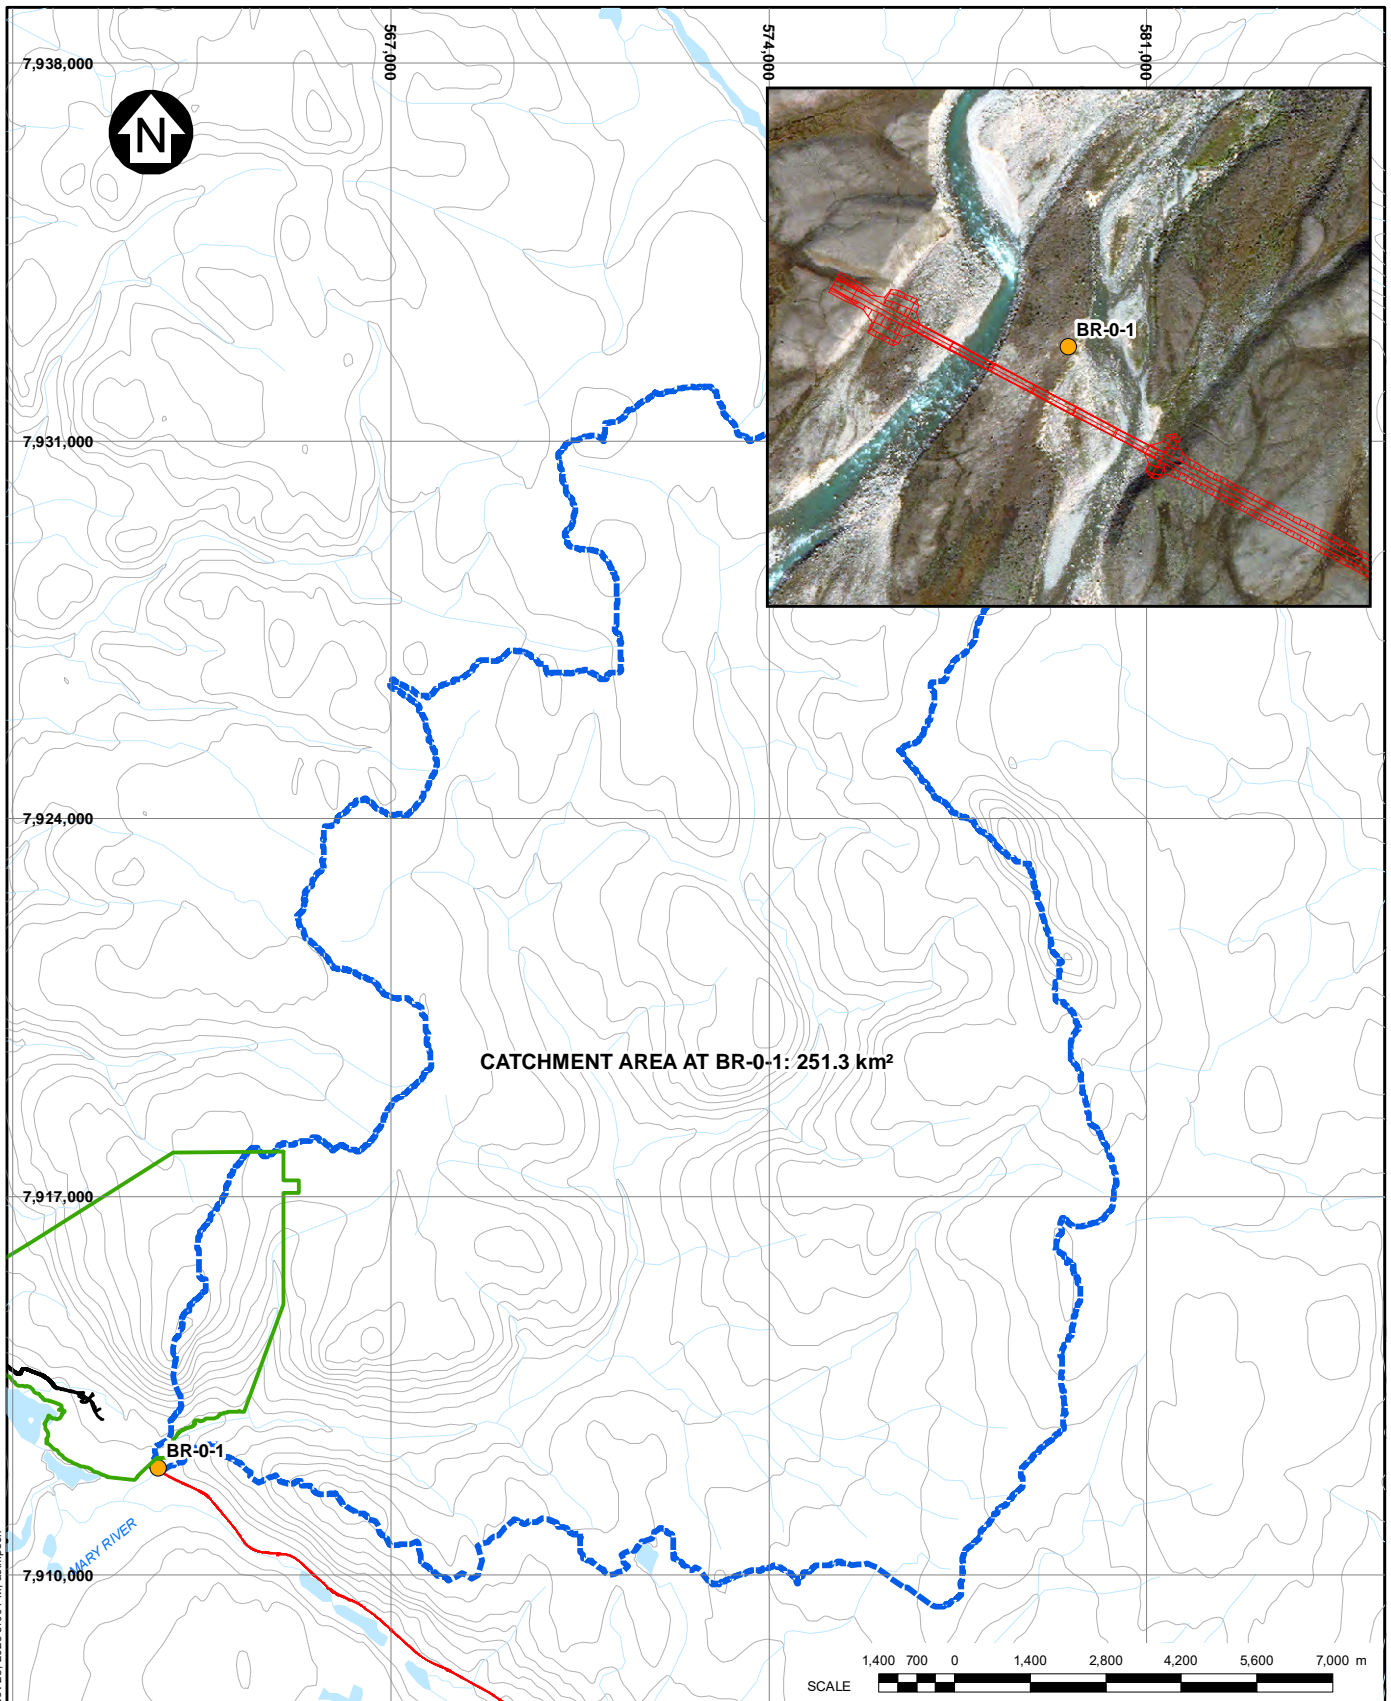 567,000
574,000
581,000
7,938,000
N
BR-0-1
7,931,000
7,924,000
CATCHMENT AREA AT BR-0-1: 251.3 km²
7,917,000
BR-0-1
MARY RIVER
7,910,000
1,400 700 0 1,400 2,800 4,200 5,600 7,000 m
SCALE